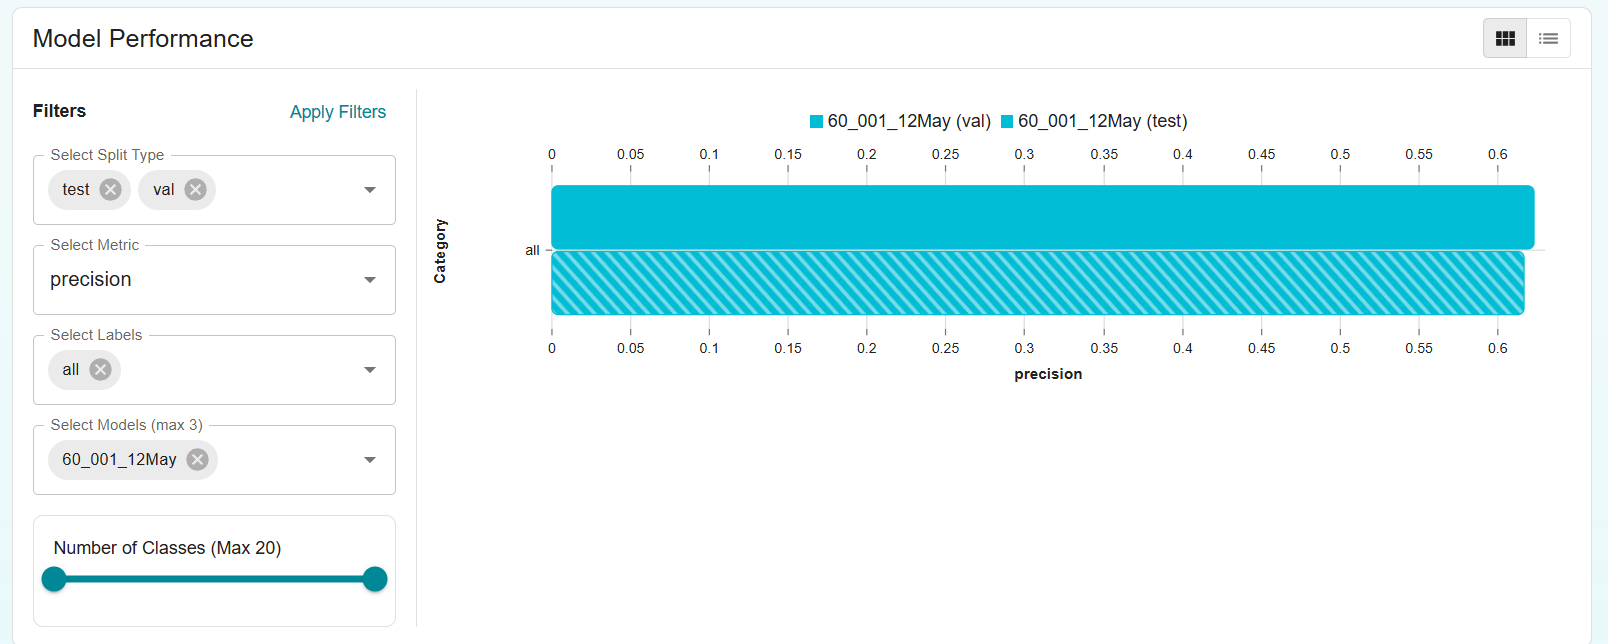 Model Performance
Filters
Apply Filters
Select Split Type
test
val
Select Metric
precision
Select Labels
all
Select Models (max 3)
60_001_12May
Number of Classes (Max 20)
60_001_12May (val) 60_001_12May (test)
0 0.05 0.1 0.15 0.2 0.25 0.3 0.35 0.4 0.45 0.5 0.55 0.6
Category
all
0 0.05 0.1 0.15 0.2 0.25 0.3 0.35 0.4 0.45 0.5 0.55 0.6
precision